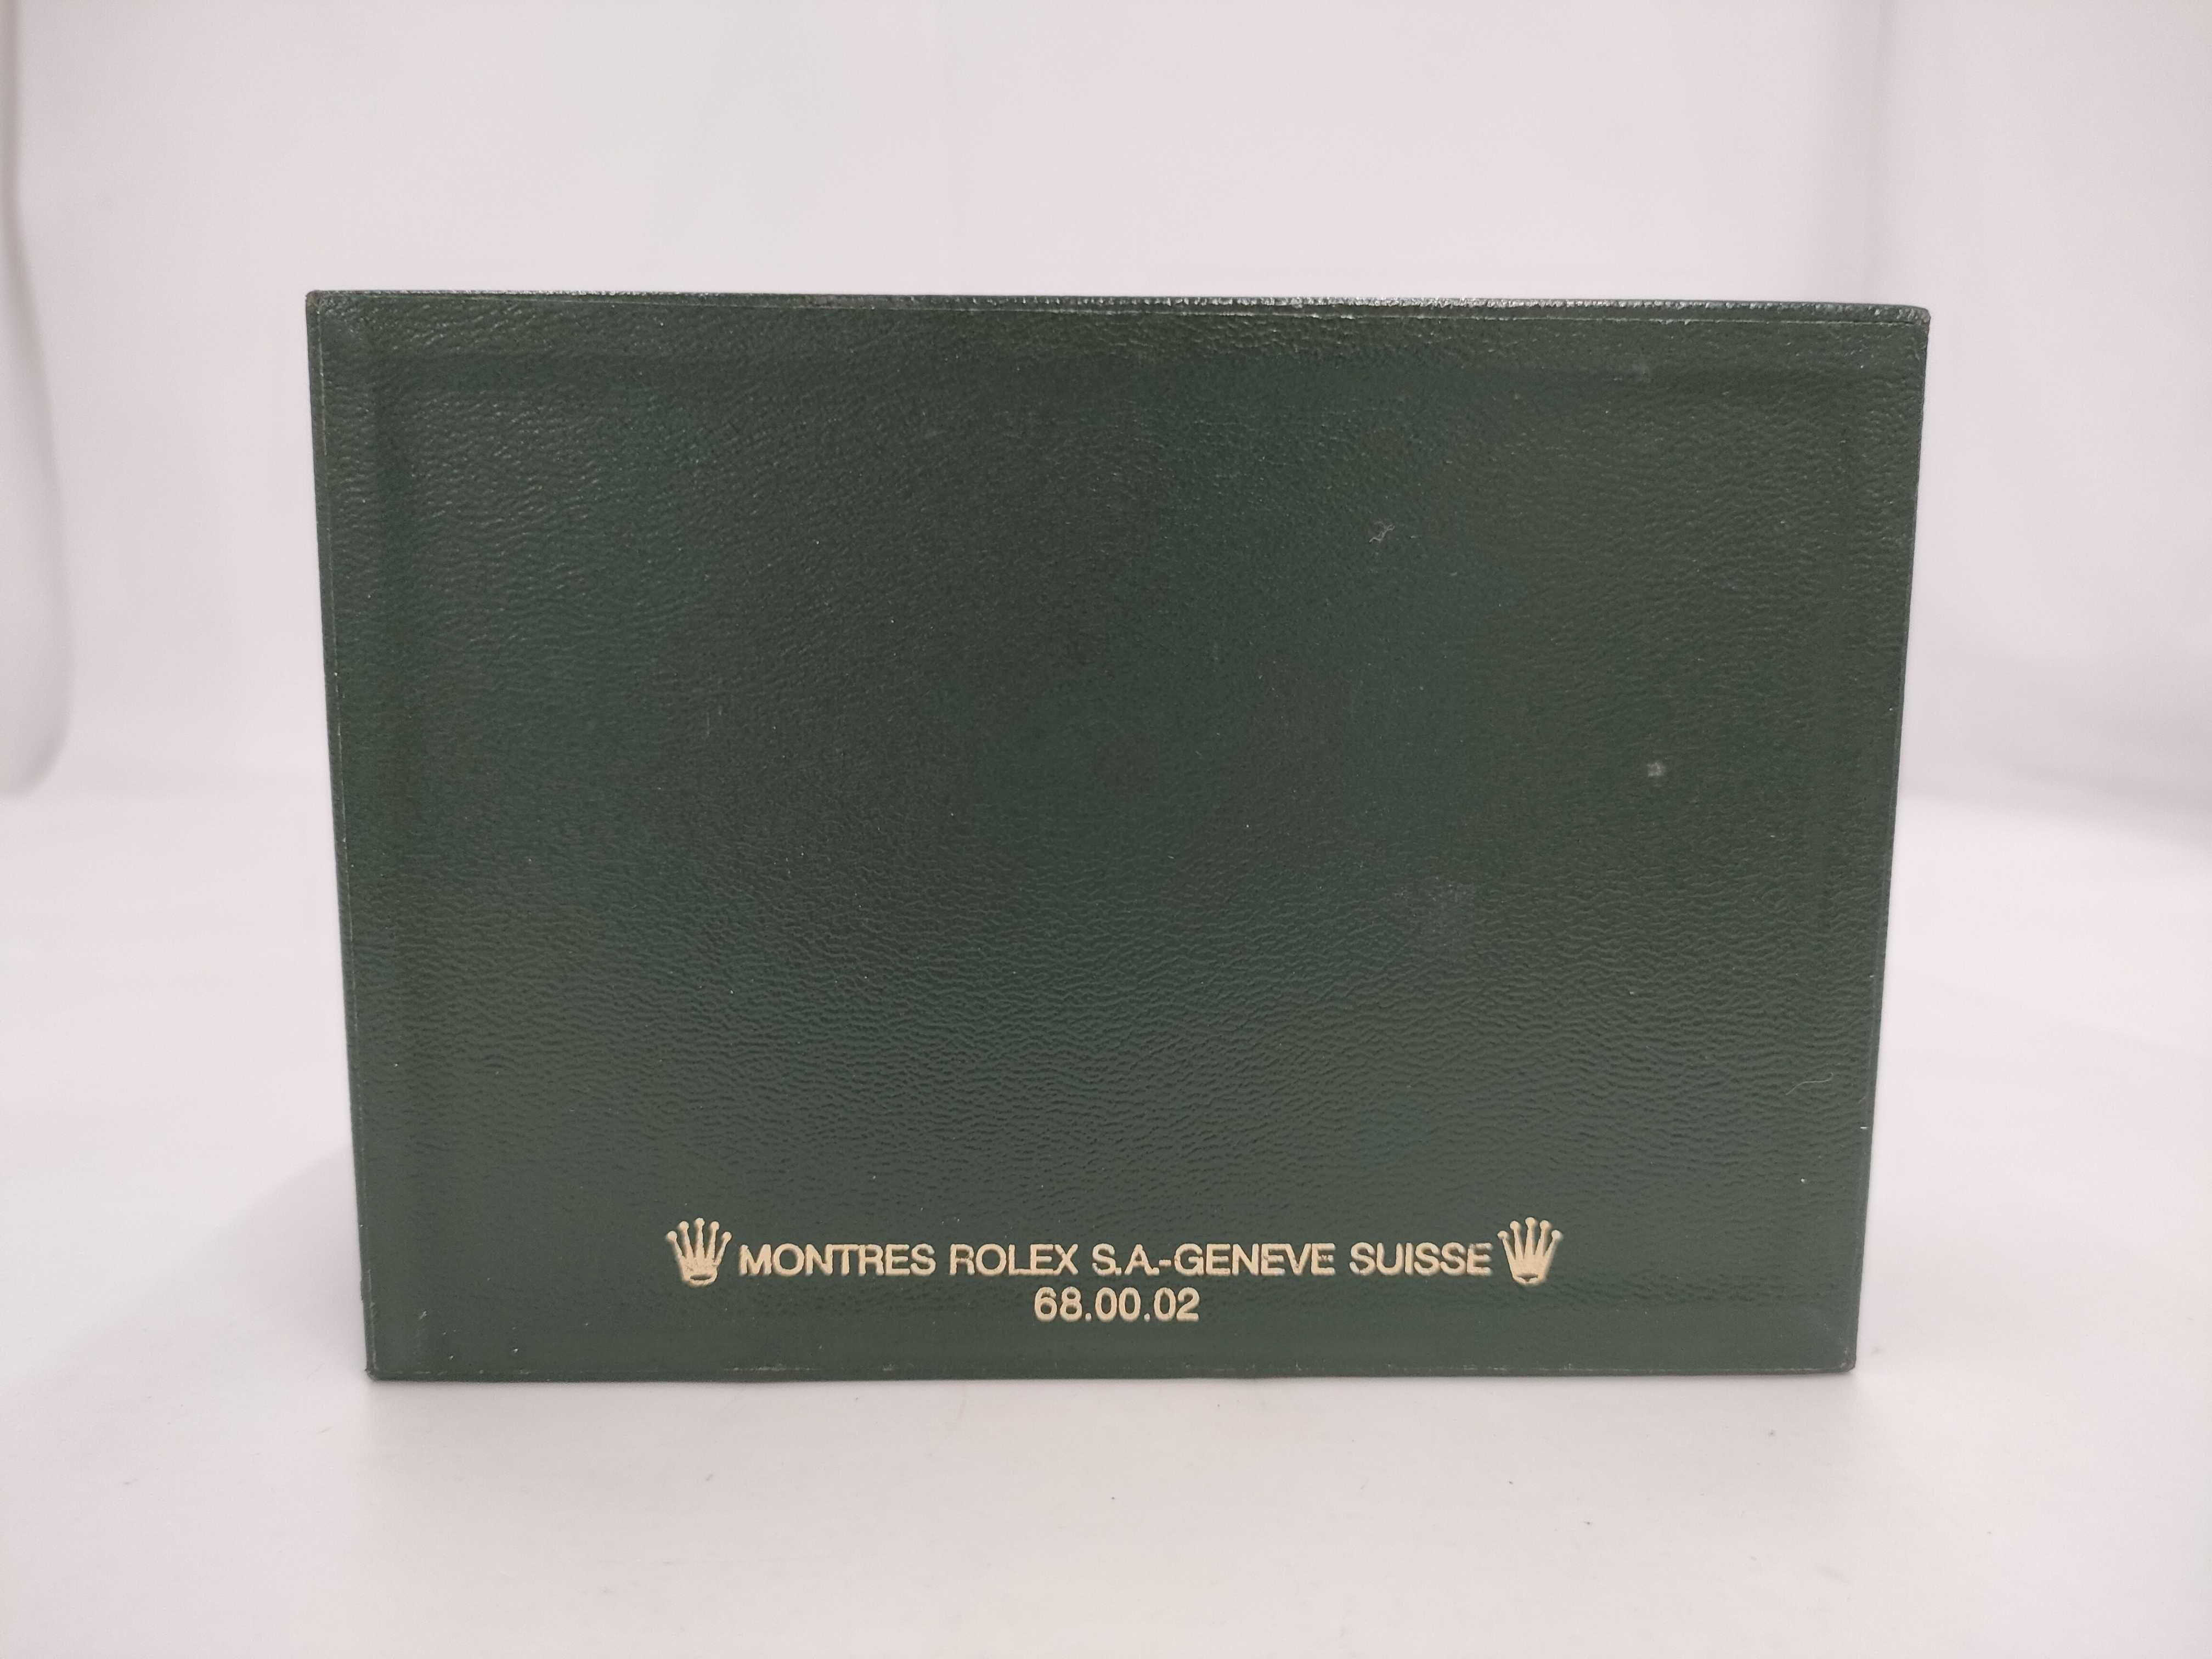 MONTRES ROLEX S.A.-GENEVE SUISSE
68.00.02